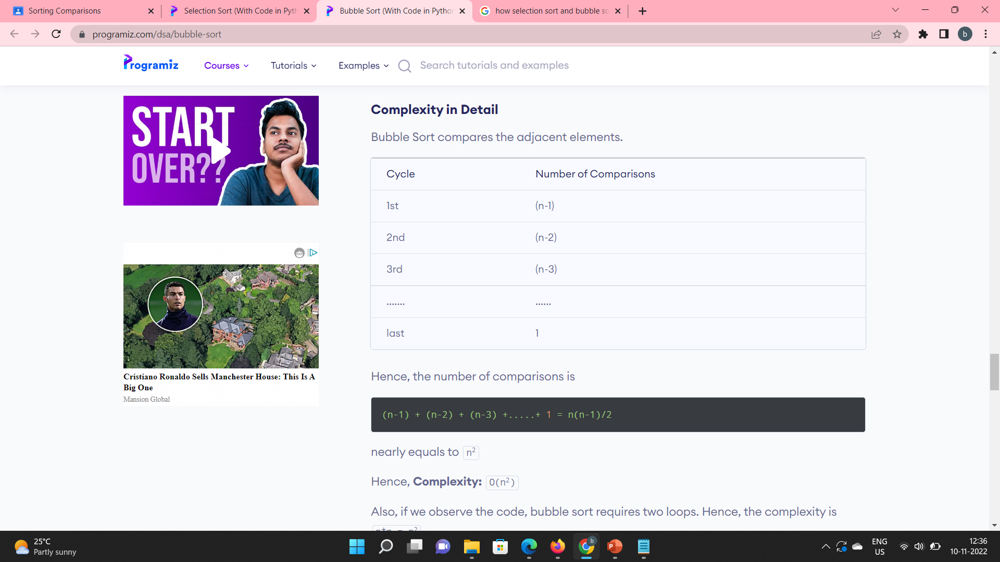 Sorting Comparisons
Selection Sort (With Code in Pyth
Bubble Sort (With Code in Python
how selection sort and bubble so
programiz.com/dsa/bubble-sort
b
Programiz
Courses
Tutorials
Examples
Search tutorials and examples
START
OVER??
Cristiano Ronaldo Sells Manchester House: This Is A
Big One
Mansion Global
Complexity in Detail
Bubble Sort compares the adjacent elements.
Cycle Number of Comparisons
1st (n-1)
2nd (n-2)
3rd (n-3)
....... ......
last 1
Hence, the number of comparisons is
(n-1) + (n-2) + (n-3) +.....+ 1 = n(n-1)/2
nearly equals to n²
Hence, Complexity: O(n²)
Also, if we observe the code, bubble sort requires two loops. Hence, the complexity is
n*n = n²
25°C
Partly sunny
b
P
ENG
US
12:36
10-11-2022